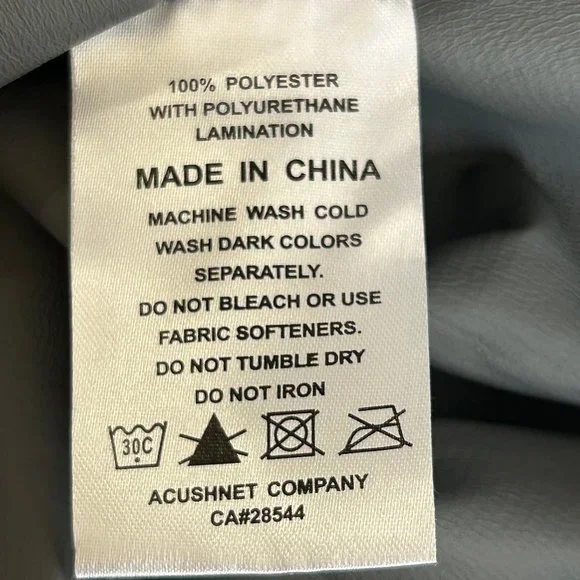 100% POLYESTER
WITH POLYURETHANE
LAMINATION
MADE IN CHINA
MACHINE WASH COLD
WASH DARK COLORS
SEPARATELY.
DO NOT BLEACH OR USE
FABRIC SOFTENERS.
DO NOT TUMBLE DRY
DO NOT IRON
30C
ACUSHNET COMPANY
CA#28544